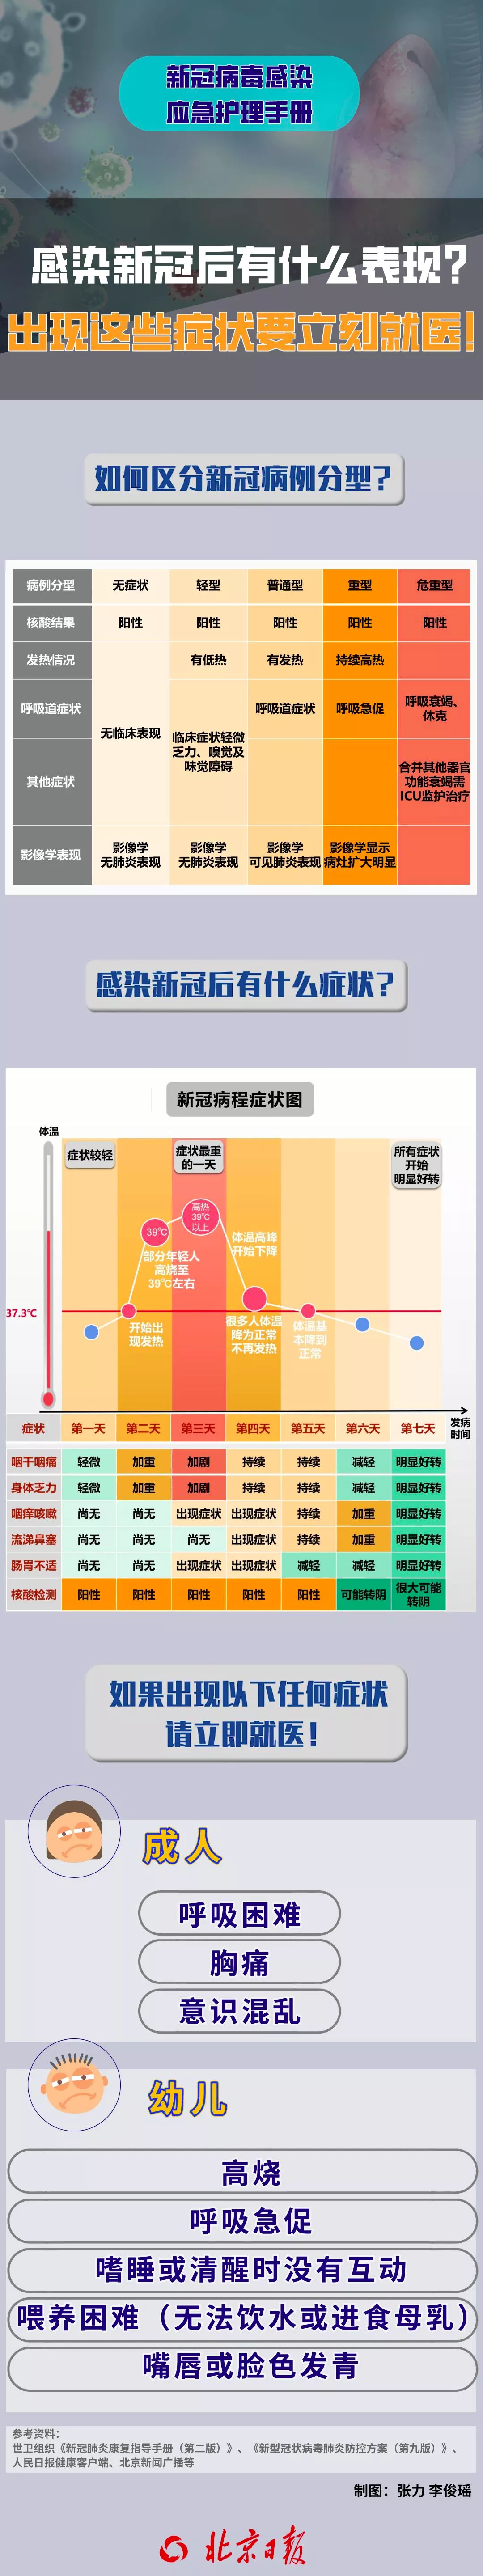 新冠病毒感染
应急护理手册
感染新冠后有什么表现？
出现这些症状要立刻就医！
如何区分新冠病例分型？
病例分型 无症状 轻型 普通型 重型 危重型
核酸结果 阳性 阳性 阳性 阳性 阳性
发热情况 有低热 有发热 持续高热
呼吸道症状 呼吸道症状 呼吸急促 呼吸衰竭、
休克
无临床表现
临床症状轻微
乏力、嗅觉及
味觉障碍
其他症状
合并其他器官
功能衰竭需
ICU监护治疗
影像学表现
影像学
无肺炎表现
影像学
无肺炎表现
影像学
可见肺炎表现
影像学显示
病灶扩大明显
感染新冠后有什么症状？
新冠病程症状图
体温
症状较轻
症状最重
的一天
所有症状
开始
明显好转
39℃
高热
39℃
以上
体温高峰
开始下降
部分年轻人
高烧至
39℃左右
37.3℃
开始出
现发热
很多人体温
降为正常
不再发热
体温基
本降到
正常
发病
时间
症状 第一天 第二天 第三天 第四天 第五天 第六天 第七天
咽干咽痛 轻微 加重 加剧 持续 持续 减轻 明显好转
身体乏力 轻微 加重 加剧 持续 持续 减轻 明显好转
咽痒咳嗽 尚无 尚无 出现症状 出现症状 持续 加重 明显好转
流涕鼻塞 尚无 尚无 尚无 出现症状 持续 加重 明显好转
肠胃不适 尚无 尚无 出现症状 出现症状 减轻 减轻 明显好转
核酸检测 阳性 阳性 阳性 阳性 阳性 可能转阴 很大可能
转阴
如果出现以下任何症状
请立即就医！
成人
呼吸困难
胸痛
意识混乱
幼儿
高烧
呼吸急促
嗜睡或清醒时没有互动
喂养困难（无法饮水或进食母乳）
嘴唇或脸色发青
参考资料：
世卫组织《新冠肺炎康复指导手册（第二版）》、《新型冠状病毒肺炎防控方案（第九版）》、
人民日报健康客户端、北京新闻广播等
制图：张力 李俊瑶
北京日报